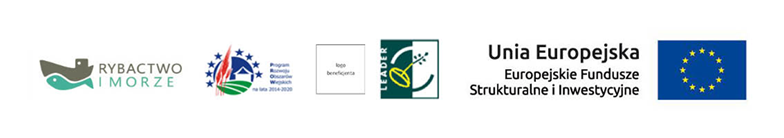 RYBACTWO
I MORZE
Program
Rozwoju
Obszarów
Wiejskich
na lata 2014-2020
logo
beneficjenta
LEADER
Unia Europejska
Europejskie Fundusze
Strukturalne i Inwestycyjne